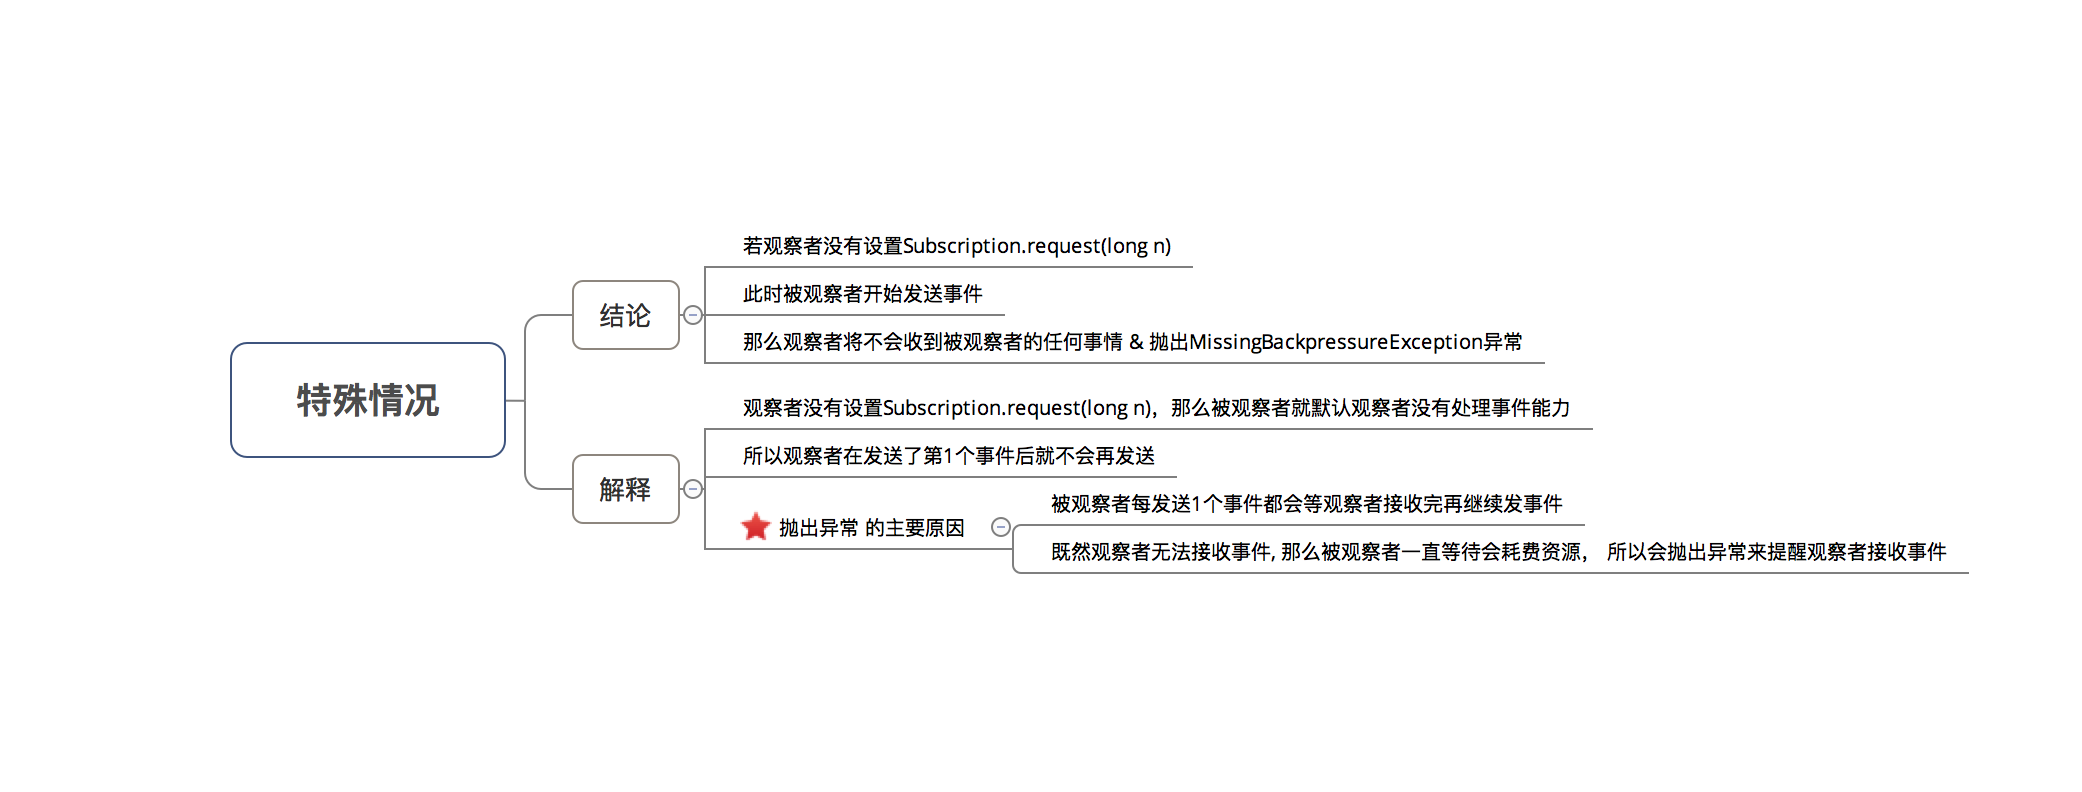 特殊情况
结论
若观察者没有设置Subscription.request(long n)
此时被观察者开始发送事件
那么观察者将不会收到被观察者的任何事情 & 抛出MissingBackpressureException异常
解释
观察者没有设置Subscription.request(long n)，那么被观察者就默认观察者没有处理事件能力
所以观察者在发送了第1个事件后就不会再发送
抛出异常 的主要原因
被观察者每发送1个事件都会等观察者接收完再继续发事件
既然观察者无法接收事件, 那么被观察者一直等待会耗费资源， 所以会抛出异常来提醒观察者接收事件